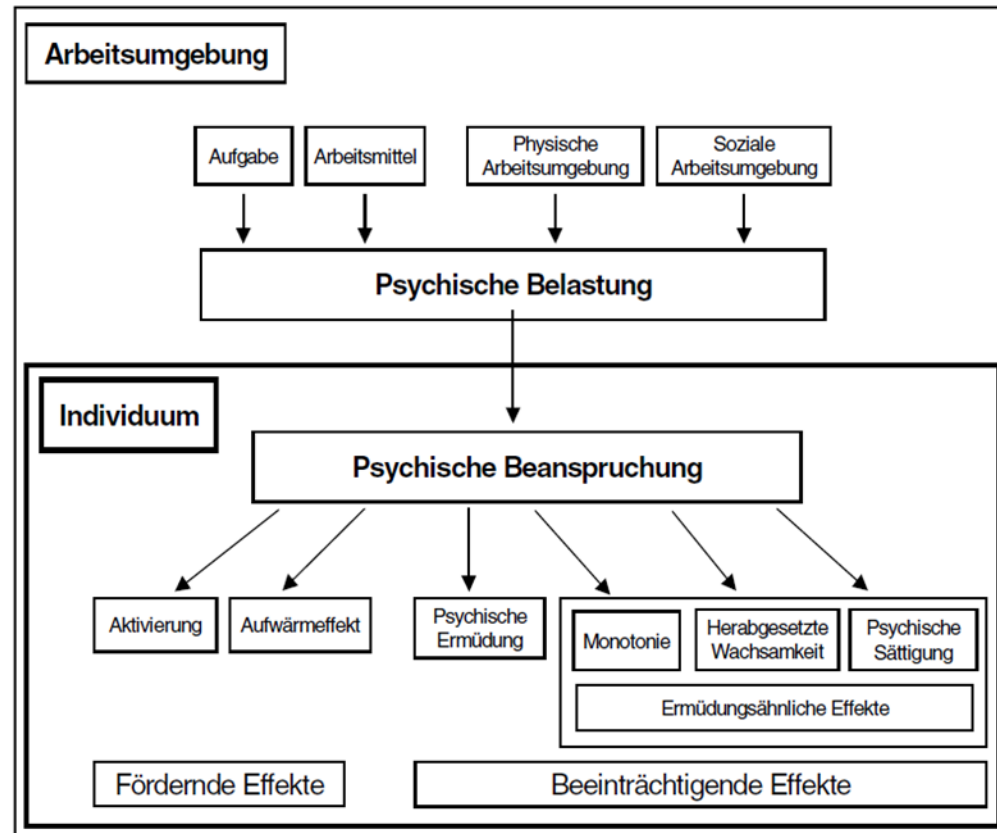 Arbeitsumgebung
Aufgabe
Arbeitsmittel
Physische
Arbeitsumgebung
Soziale
Arbeitsumgebung
Psychische Belastung
Individuum
Psychische Beanspruchung
Aktivierung
Aufwärmeffekt
Psychische
Ermüdung
Monotonie
Herabgesetzte
Wachsamkeit
Psychische
Sättigung
Ermüdungsähnliche Effekte
Fördernde Effekte
Beeinträchtigende Effekte